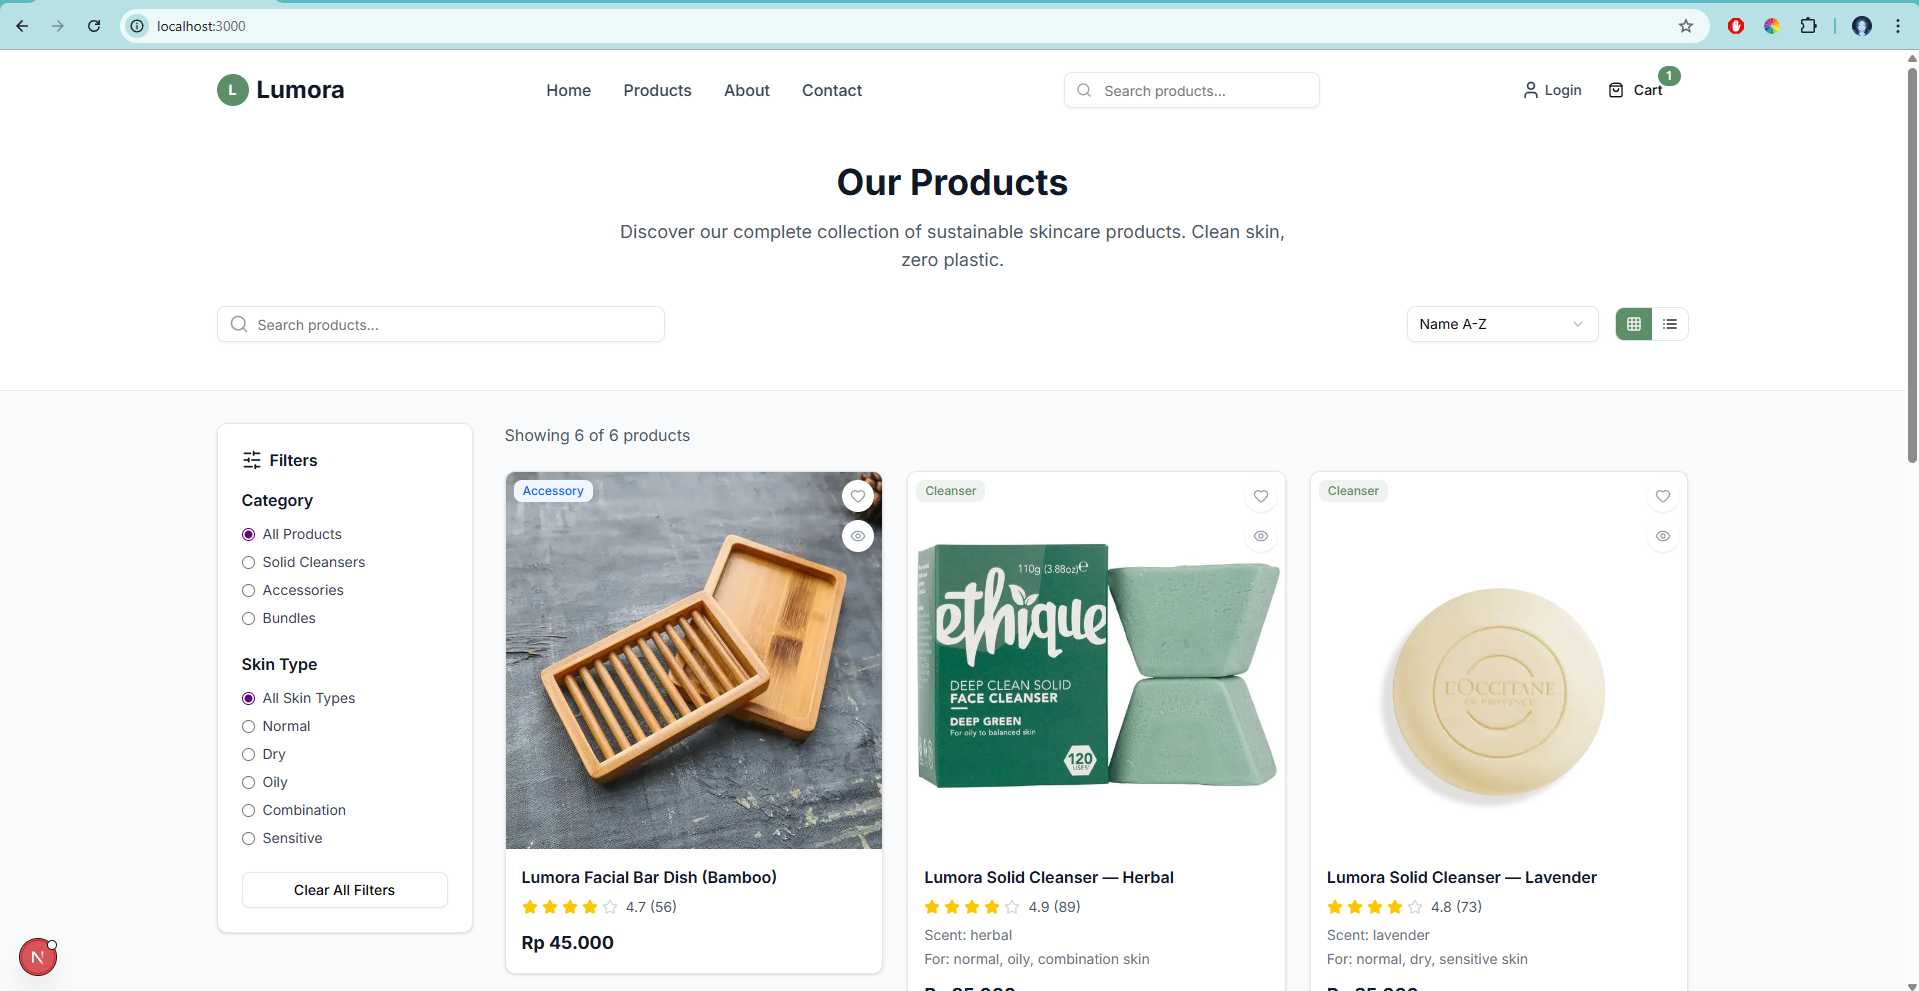 localhost:3000
L Lumora
Home Products About Contact
Search products...
Login
Cart 1
Our Products
Discover our complete collection of sustainable skincare products. Clean skin,
zero plastic.
Search products...
Name A-Z
Filters
Category
All Products
Solid Cleansers
Accessories
Bundles
Skin Type
All Skin Types
Normal
Dry
Oily
Combination
Sensitive
Clear All Filters
Showing 6 of 6 products
Accessory
Lumora Facial Bar Dish (Bamboo)
4.7 (56)
Rp 45.000
Cleanser
110g (3.88oz)℮
ethique
DEEP CLEAN SOLID
FACE CLEANSER
DEEP GREEN
For oily to balanced skin
120
USES
Lumora Solid Cleanser — Herbal
4.9 (89)
Scent: herbal
For: normal, oily, combination skin
Cleanser
L'OCCITANE
EN PROVENCE
Lumora Solid Cleanser — Lavender
4.8 (73)
Scent: lavender
For: normal, dry, sensitive skin
N